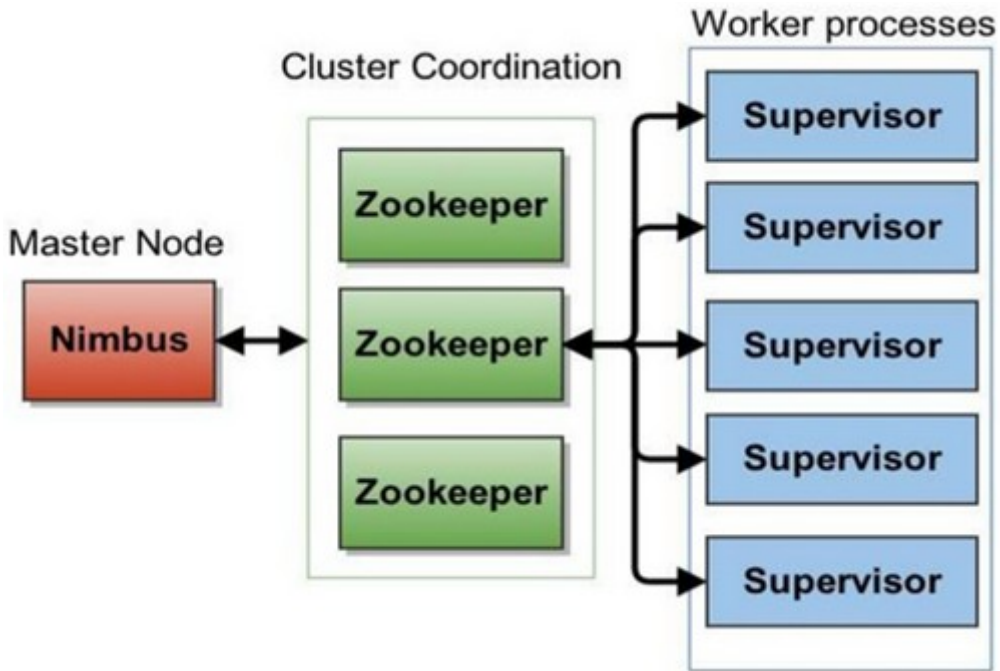 Worker processes
Cluster Coordination
Supervisor
Zookeeper
Supervisor
Master Node
Nimbus
Zookeeper
Supervisor
Supervisor
Zookeeper
Supervisor